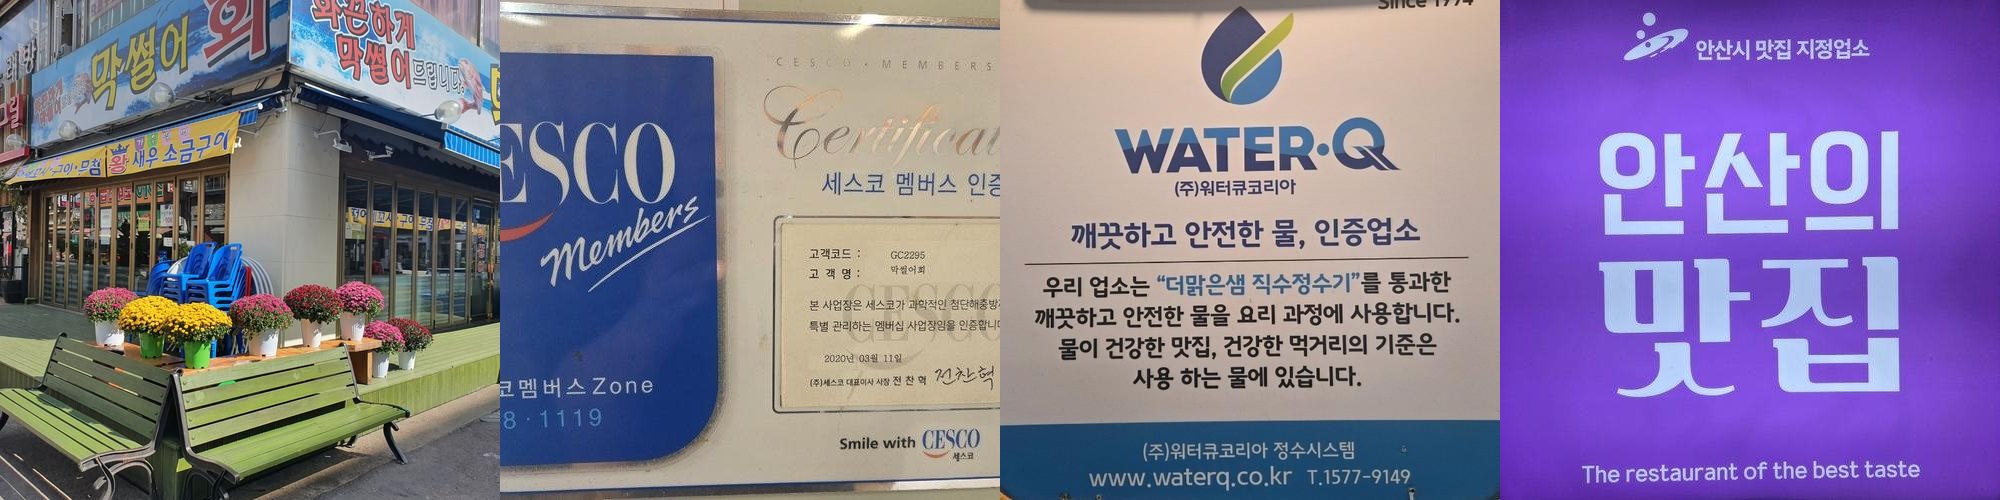 화끈하게
막썰어드립니다.
막썰어 회
구이·무침 왕새우 소금구이
CESCO · MEMBERS
Certificat
세스코 멤버스 인증
ESCO
Members
고객코드 : GC2295
고 객 명 : 막썰어회
본 사업장은 세스코가 과학적인 첨단해충방
특별 관리하는 멤버십 사업장임을 인증합니
2020년 03월 11일
(주)세스코 대표이사 사장 전 찬 혁 전찬혁
코멤버스 Zone
8·1119
Smile with CESCO
세스코
Since 1994
WATER·Q
(주)워터큐코리아
깨끗하고 안전한 물, 인증업소
우리 업소는 “더맑은샘 직수정수기”를 통과한
깨끗하고 안전한 물을 요리 과정에 사용합니다.
물이 건강한 맛집, 건강한 먹거리의 기준은
사용 하는 물에 있습니다.
(주)워터큐코리아 정수시스템
www.waterq.co.kr T.1577-9149
안산시 맛집 지정업소
안산의
맛집
The restaurant of the best taste